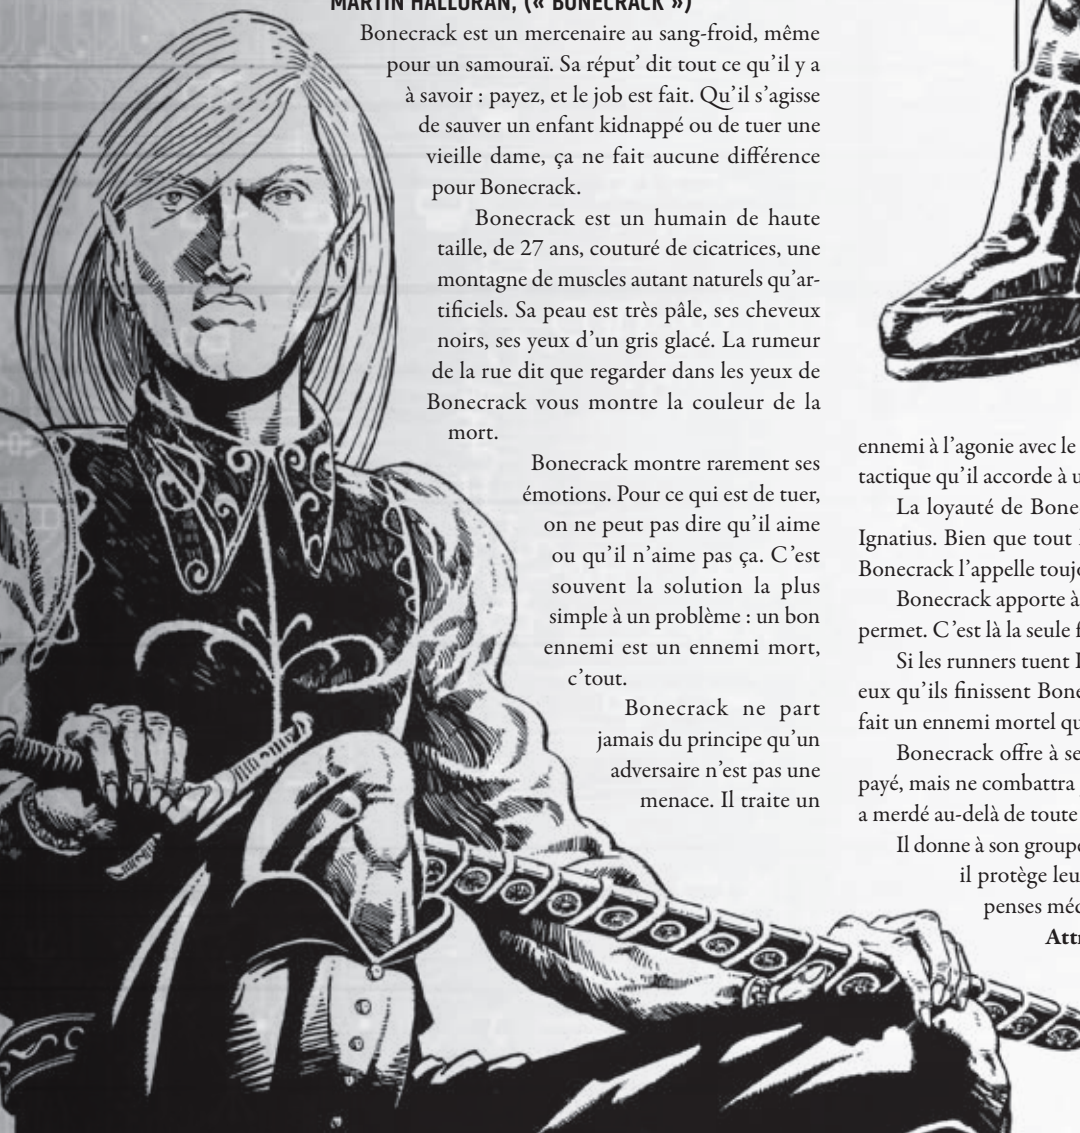 MARTIN HALLORAN, (« BONECRACK »)
Bonecrack est un mercenaire au sang-froid, même
pour un samouraï. Sa réput’ dit tout ce qu’il y a
à savoir : payez, et le job est fait. Qu’il s’agisse
de sauver un enfant kidnappé ou de tuer une
vieille dame, ça ne fait aucune différence
pour Bonecrack.
Bonecrack est un humain de haute
taille, de 27 ans, couturé de cicatrices, une
montagne de muscles autant naturels qu’ar-
tificiels. Sa peau est très pâle, ses cheveux
noirs, ses yeux d’un gris glacé. La rumeur
de la rue dit que regarder dans les yeux de
Bonecrack vous montre la couleur de la
mort.
Bonecrack montre rarement ses
émotions. Pour ce qui est de tuer,
on ne peut pas dire qu’il aime
ou qu’il n’aime pas ça. C’est
souvent la solution la plus
simple à un problème : un bon
ennemi est un ennemi mort,
c’tout.
Bonecrack ne part
jamais du principe qu’un
adversaire n’est pas une
menace. Il traite un
ennemi à l’agonie avec le
tactique qu’il accorde à
La loyauté de
Ignatius. Bien que tout
Bonecrack l’appelle
Bonecrack apporte à
permet. C’est là la seule
Si les runners tuent
eux qu’ils finissent
fait un ennemi mortel
Bonecrack offre à
payé, mais ne combattra
a merdé au-delà de toute
Il donne à son
il protège
penses